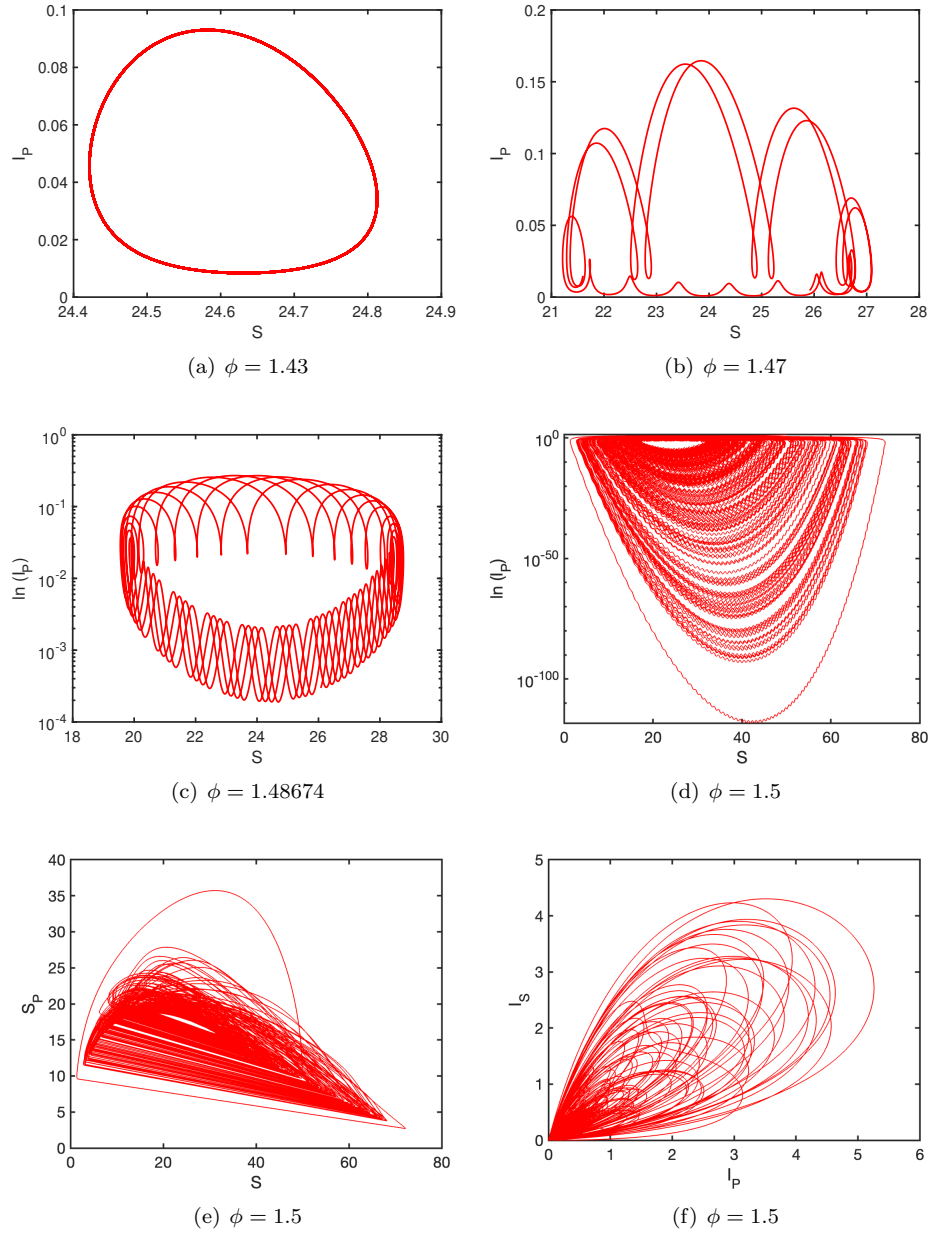 0.1
0.08
0.06
0.04
0.02
0
I_P
24.4 24.5 24.6 24.7 24.8 24.9
S
(a) ϕ = 1.43
0.2
0.15
0.1
0.05
0
I_P
21 22 23 24 25 26 27 28
S
(b) ϕ = 1.47
10^0
10^-1
10^-2
10^-3
10^-4
ln (I_P)
18 20 22 24 26 28 30
S
(c) ϕ = 1.48674
10^0
10^-50
10^-100
ln (I_P)
0 20 40 60 80
S
(d) ϕ = 1.5
40
35
30
25
20
15
10
5
0
S_P
0 20 40 60 80
S
(e) ϕ = 1.5
5
4
3
2
1
0
I_S
0 1 2 3 4 5 6
I_P
(f) ϕ = 1.5